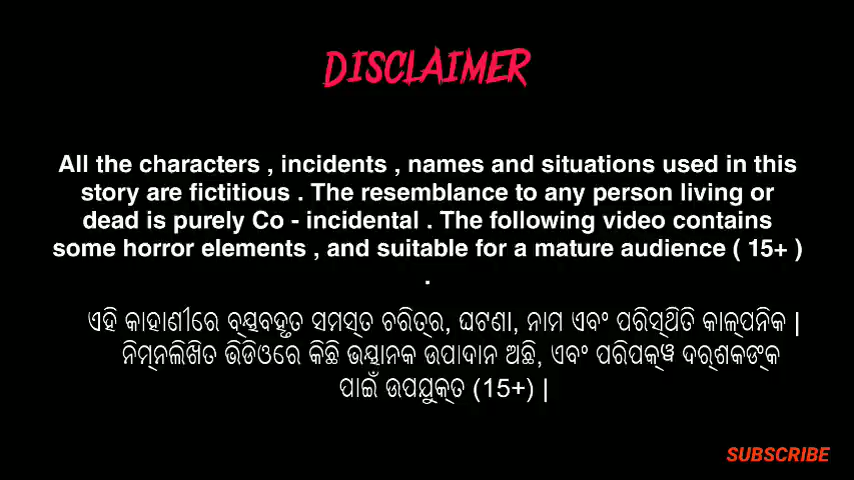 DISCLAIMER
All the characters , incidents , names and situations used in this
story are fictitious . The resemblance to any person living or
dead is purely Co - incidental . The following video contains
some horror elements , and suitable for a mature audience ( 15+ )
.
ଏହି କାହାଣୀରେ ବ୍ୟବହୃତ ସମସ୍ତ ଚରିତ୍ର, ଘଟଣା, ନାମ ଏବଂ ପରିସ୍ଥିତି କାଳ୍ପନିକ |
ନିମ୍ନଲିଖିତ ଭିଡିଓରେ କିଛି ଭୟାନକ ଉପାଦାନ ଅଛି, ଏବଂ ପରିପକ୍ୱ ଦର୍ଶକଙ୍କ
ପାଇଁ ଉପଯୁକ୍ତ (15+) |
SUBSCRIBE